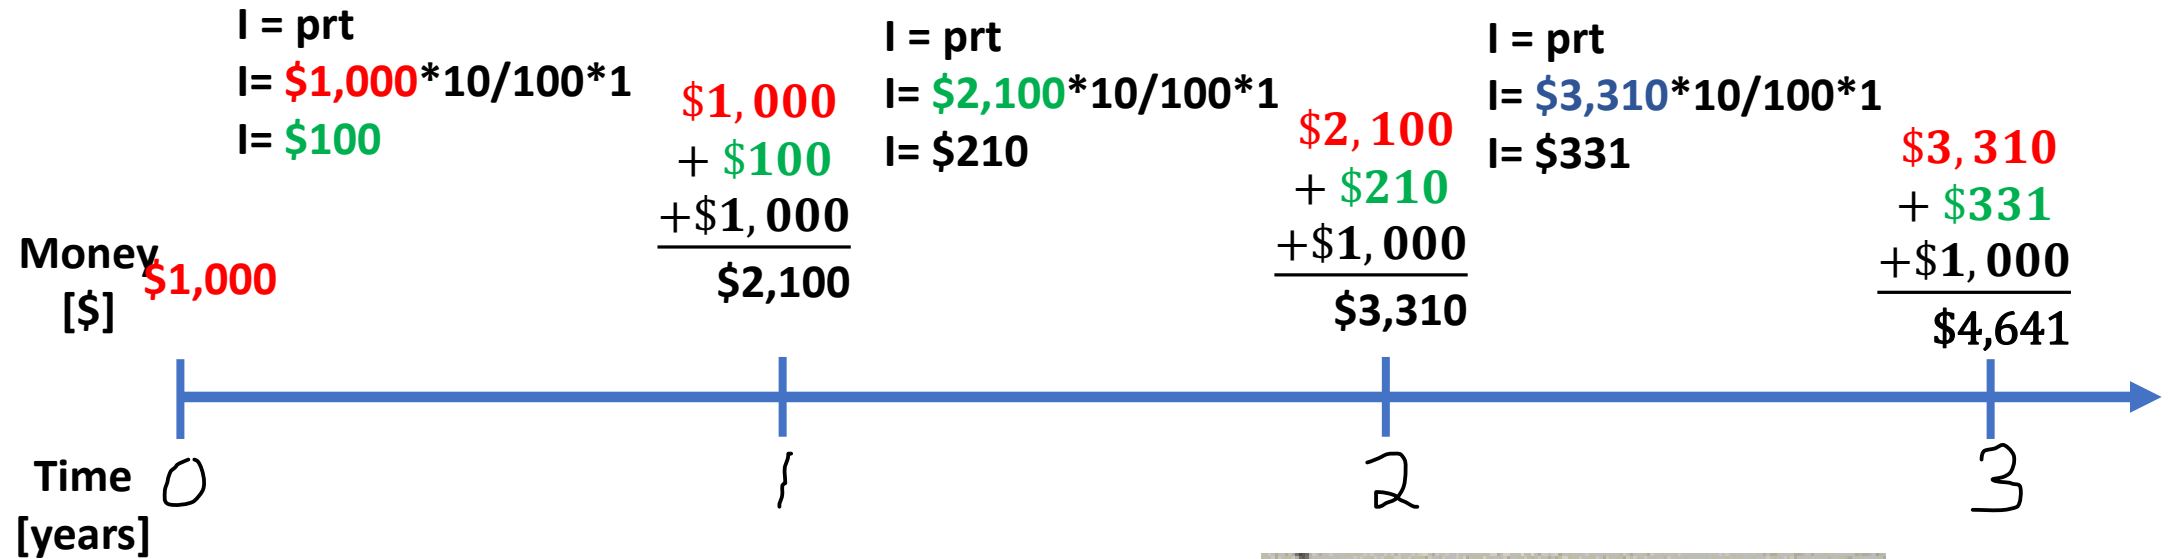 I = prt
I= $1,000*10/100*1
I= $100
$1,000
+ $100
+$1,000
$2,100
I = prt
I= $2,100*10/100*1
I= $210
$2,100
+ $210
+$1,000
$3,310
I = prt
I= $3,310*10/100*1
I= $331
$3,310
+ $331
+$1,000
$4,641
Money
[$]
$1,000
Time
[years]
0
1
2
3